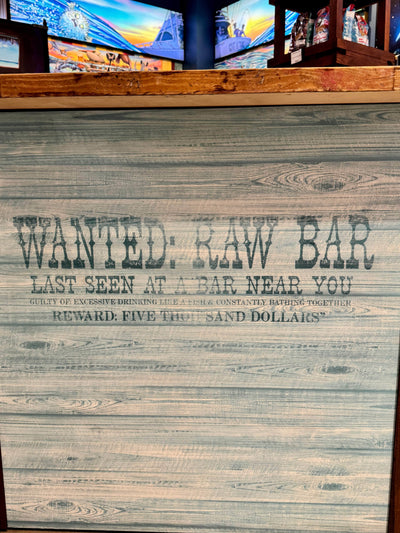 WANTED: RAW BAR
LAST SEEN AT A BAR NEAR YOU
GUILTY OF EXCESSIVE DRINKING LIKE A FISH & CONSTANTLY BATHING TOGETHER
REWARD: FIVE THOUSAND DOLLARS"